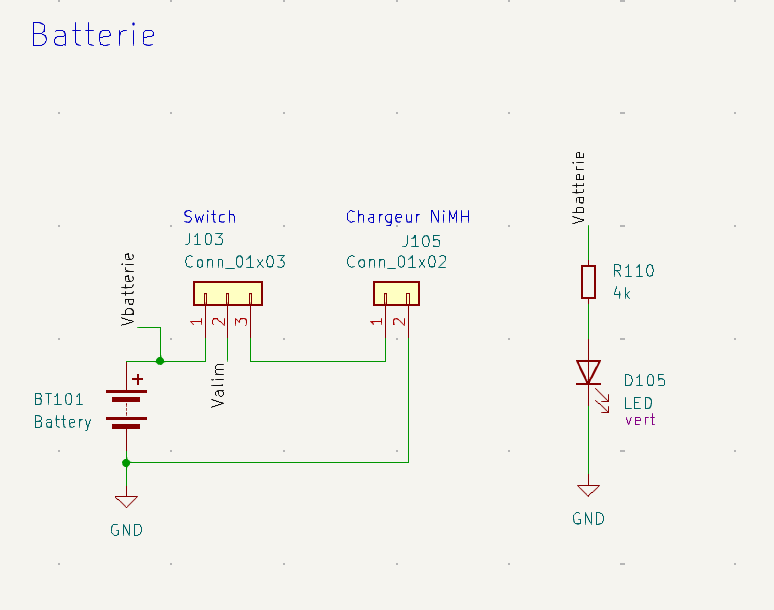 Batterie
Switch
J103
Conn_01x03
1
2
3
Vbatterie
Valim
BT101
Battery
GND
Chargeur NiMH
J105
Conn_01x02
1
2
Vbatterie
R110
4k
D105
LED
vert
GND